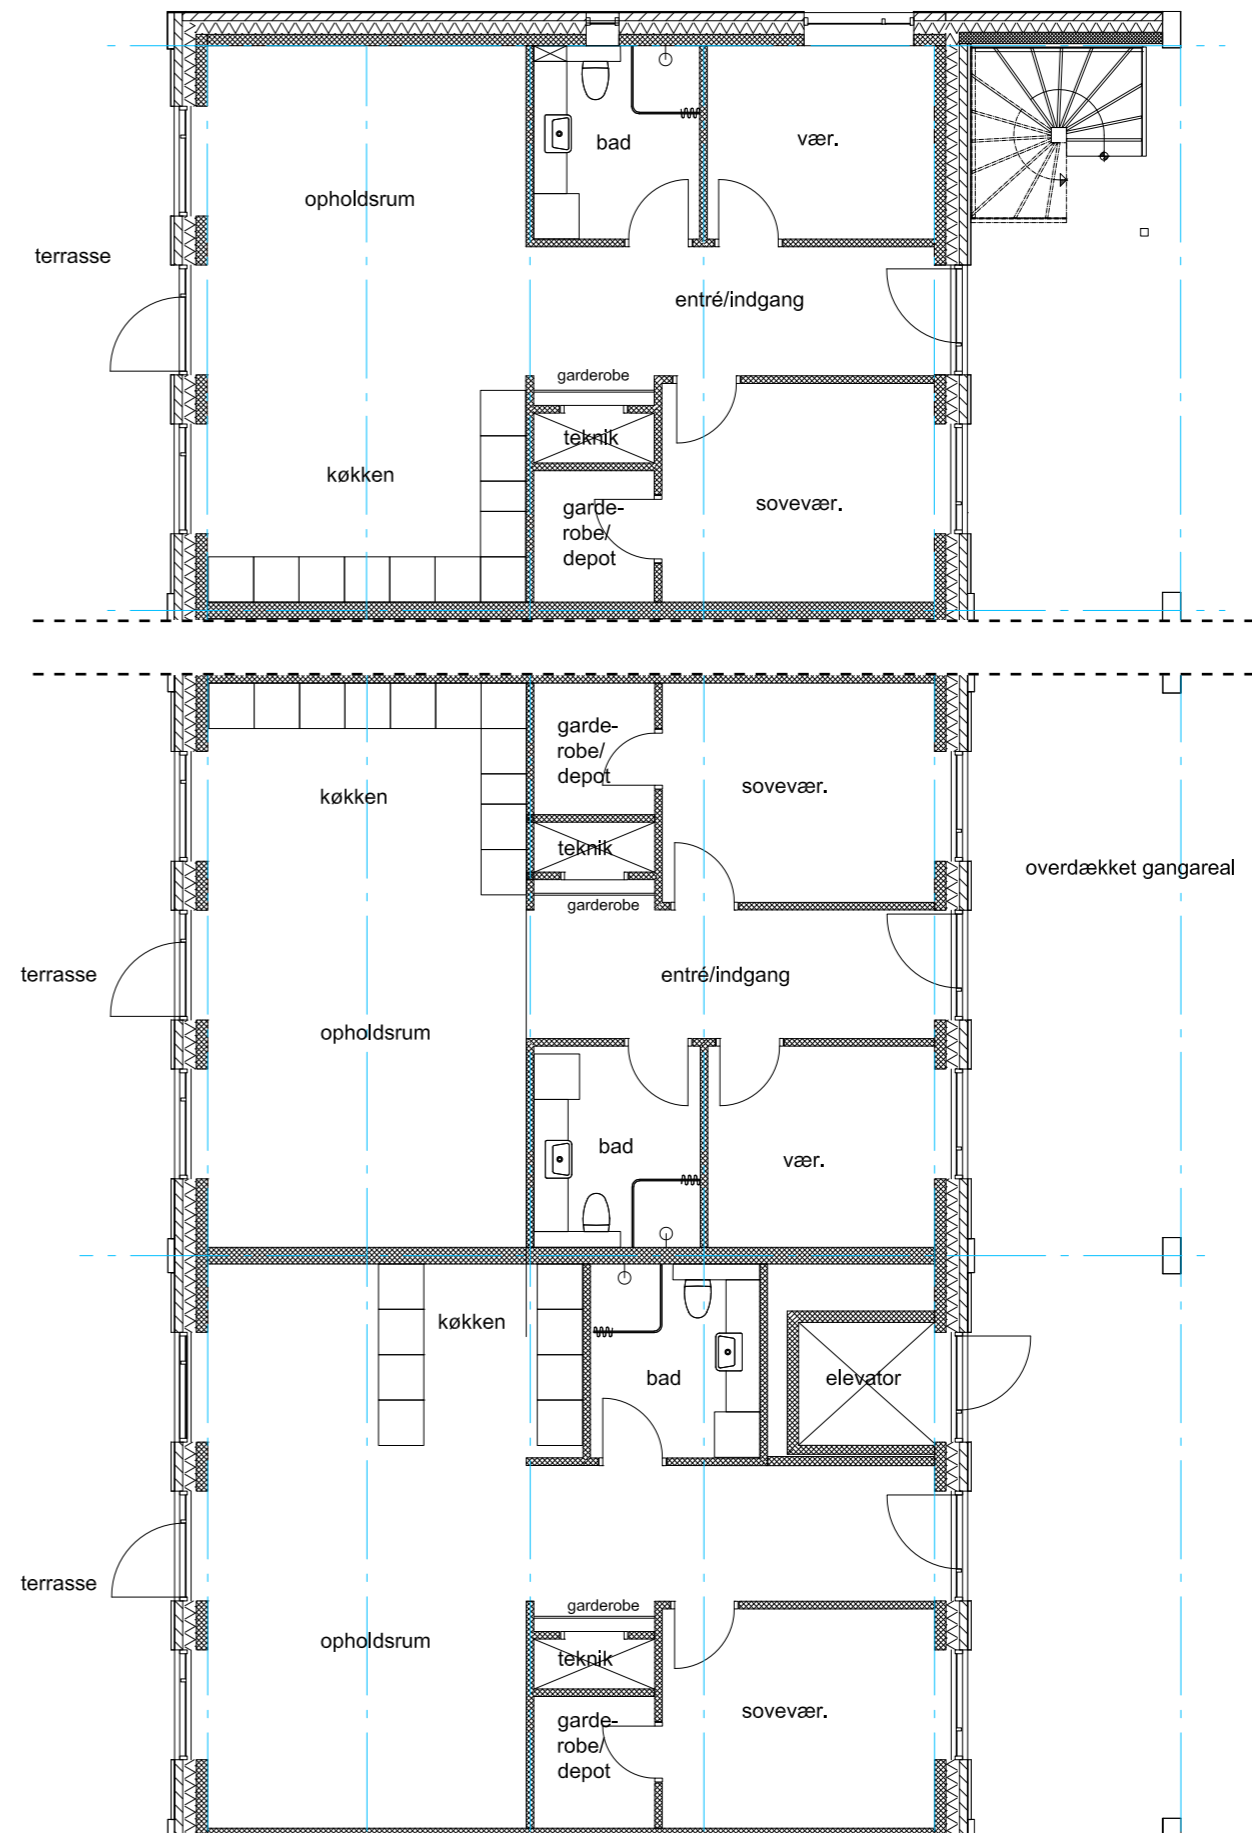 bad
vær.
opholdsrum
terrasse
entré/indgang
garderobe
teknik
køkken
garde-
robe/
depot
sovevær.
garde-
robe/
depot
sovevær.
køkken
teknik
overdækket gangareal
garderobe
terrasse
entré/indgang
opholdsrum
bad
vær.
køkken
bad
elevator
terrasse
garderobe
opholdsrum
teknik
sovevær.
garde-
robe/
depot